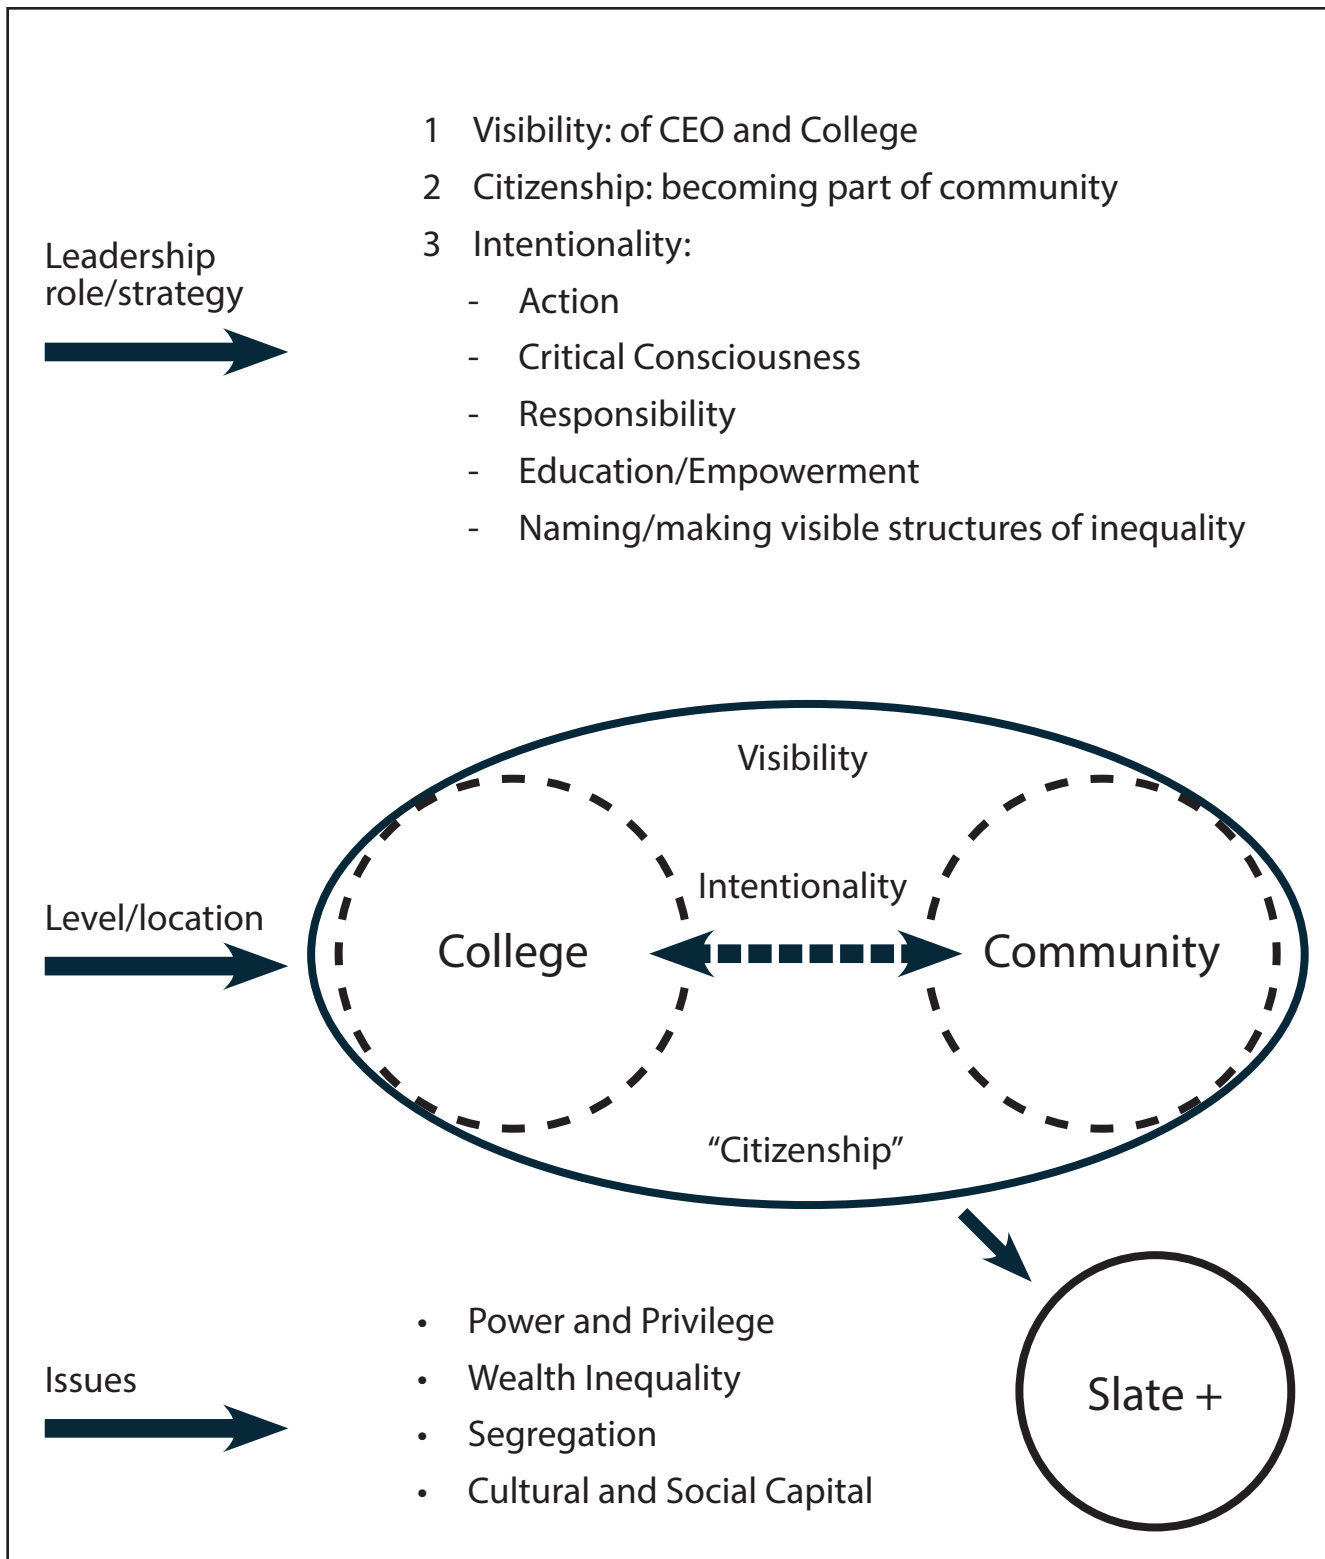 1 Visibility: of CEO and College
2 Citizenship: becoming part of community
3 Intentionality:
- Action
- Critical Consciousness
- Responsibility
- Education/Empowerment
- Naming/making visible structures of inequality
Leadership
role/strategy
Visibility
Intentionality
Level/location
College
Community
“Citizenship”
Issues
• Power and Privilege
• Wealth Inequality
• Segregation
• Cultural and Social Capital
Slate +